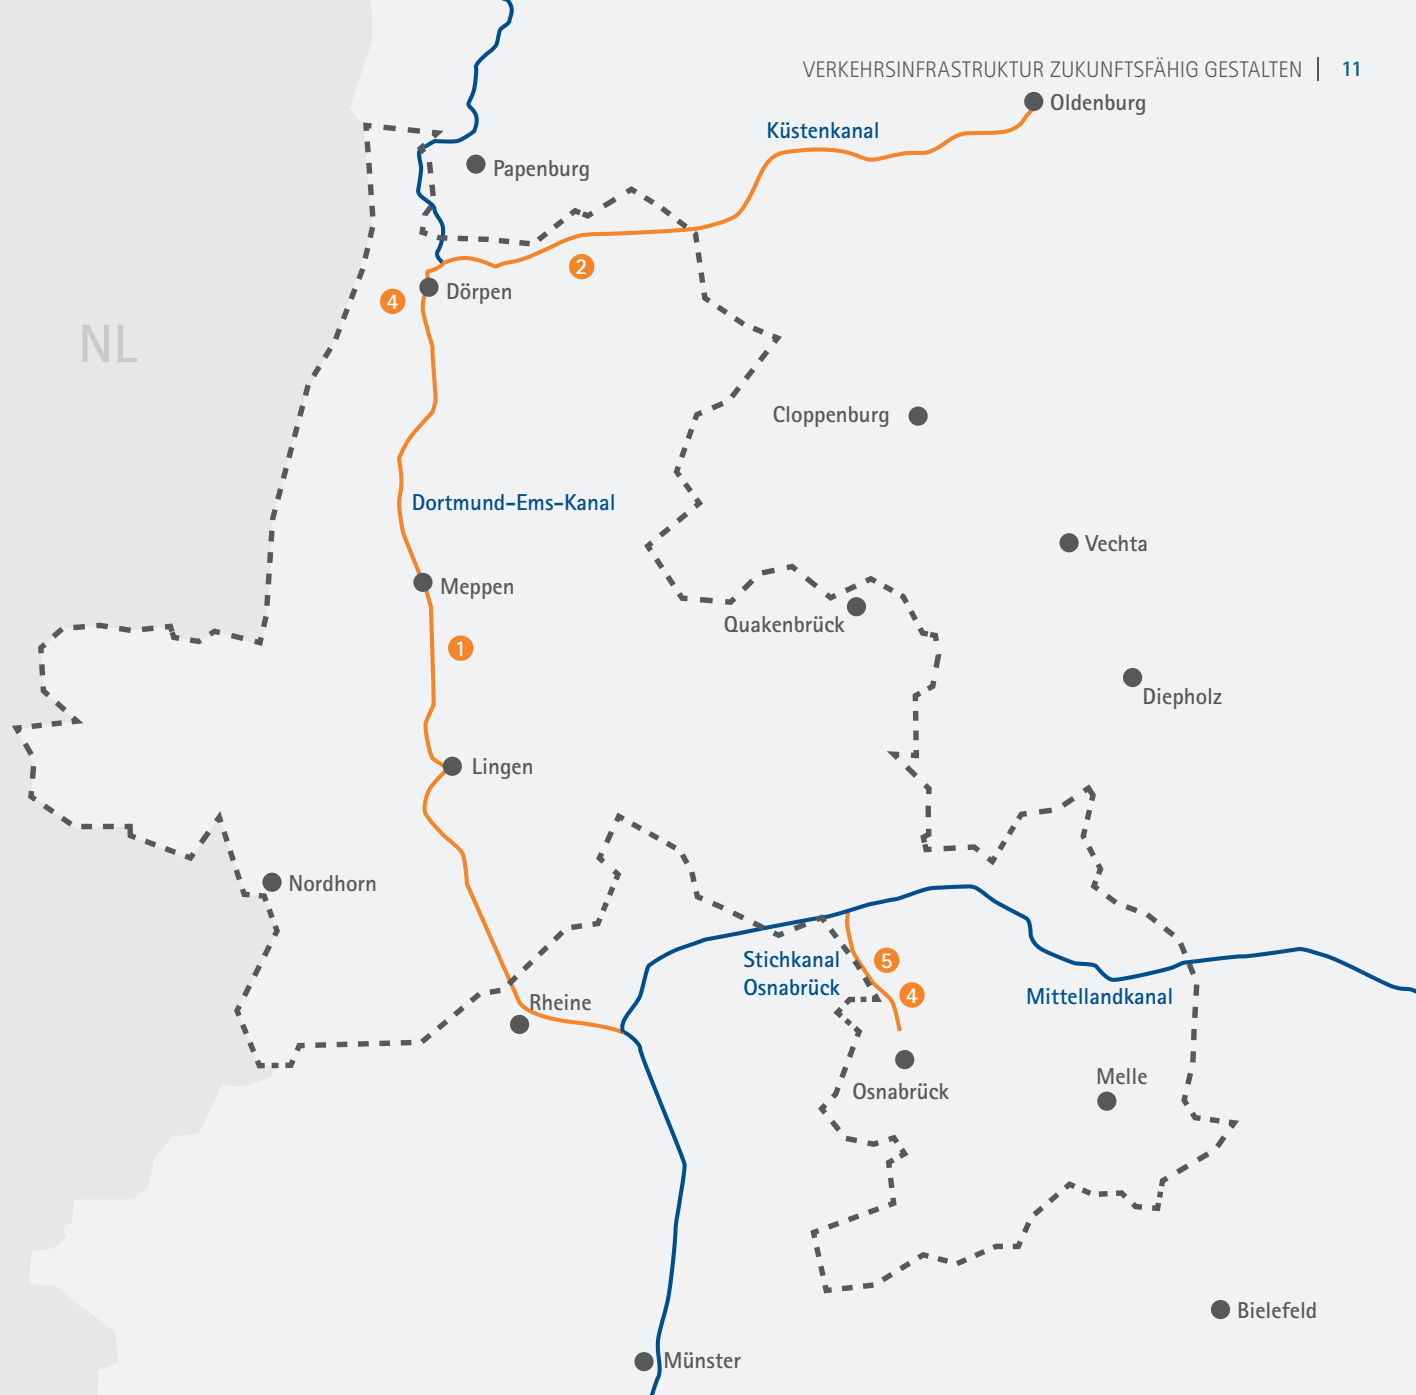 VERKEHRSINFRASTRUKTUR ZUKUNFTSFÄHIG GESTALTEN | 11
Oldenburg
Küstenkanal
Papenburg
2
Dörpen
4
NL
Cloppenburg
Dortmund-Ems-Kanal
Vechta
Meppen
Quakenbrück
1
Diepholz
Lingen
Nordhorn
Stichkanal
Osnabrück
5
4
Mittellandkanal
Rheine
Melle
Osnabrück
Bielefeld
Münster